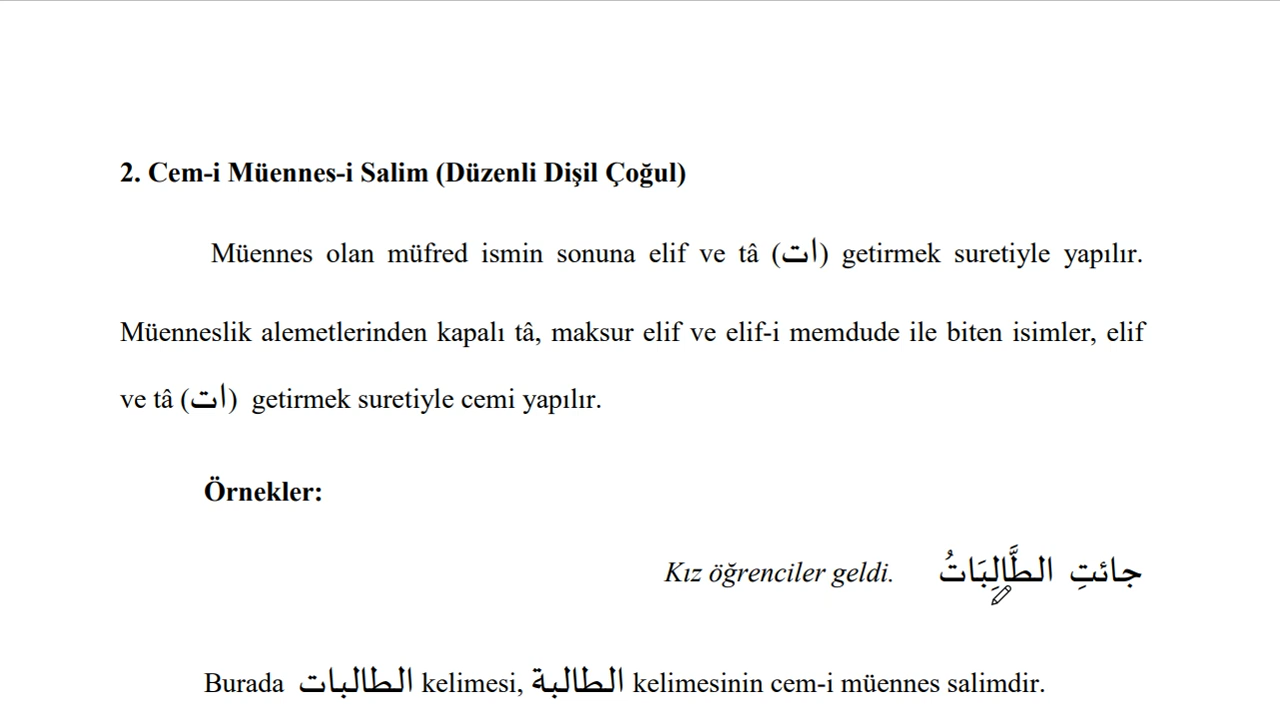 2. Cem-i Müennes-i Salim (Düzenli Dişil Çoğul)
Müennes olan müfred ismin sonuna elif ve tâ (ات) getirmek suretiyle yapılır.
Müenneslik alemetlerinden kapalı tâ, maksur elif ve elif-i memdude ile biten isimler, elif
ve tâ (ات) getirmek suretiyle cemi yapılır.
Örnekler:
Kız öğrenciler geldi. جائتِ الطَّالِبَاتُ
Burada الطالبات kelimesi, الطالبة kelimesinin cem-i müennes salimdir.